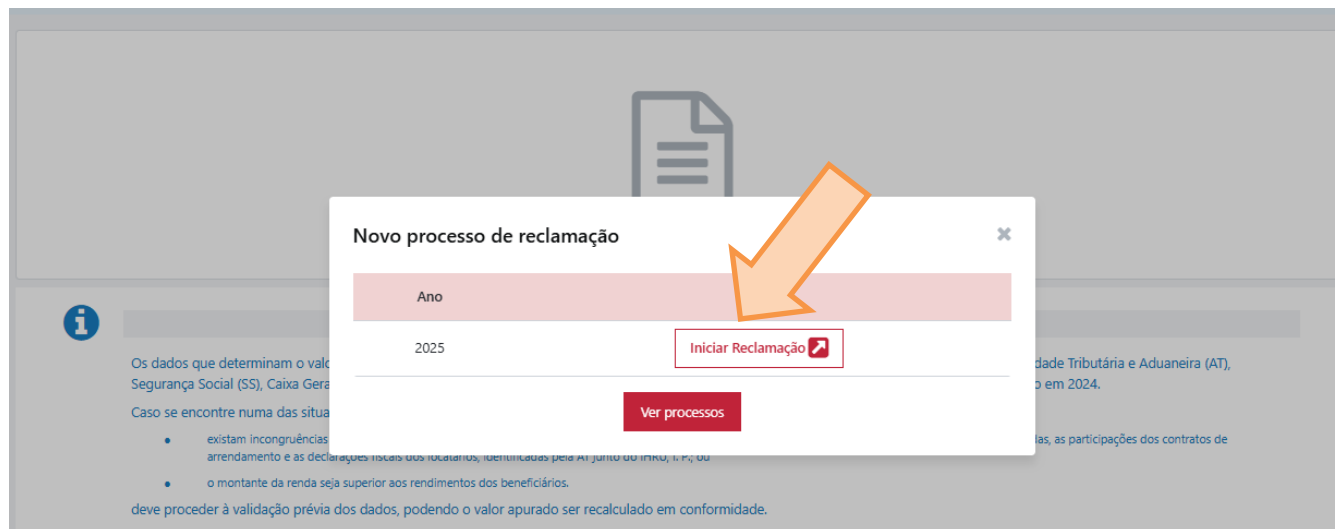 Novo processo de reclamação
Ano
2025 Iniciar Reclamação
Ver processos
Os dados que determinam o valo dade Tributária e Aduaneira (AT),
Segurança Social (SS), Caixa Gera o em 2024.
Caso se encontre numa das situa
existam incongruências las, as participações dos contratos de
arrendamento e as declarações fiscais dos locatários, identificadas pela AT junto do IHRU, I. P.; ou
o montante da renda seja superior aos rendimentos dos beneficiários.
deve proceder à validação prévia dos dados, podendo o valor apurado ser recalculado em conformidade.